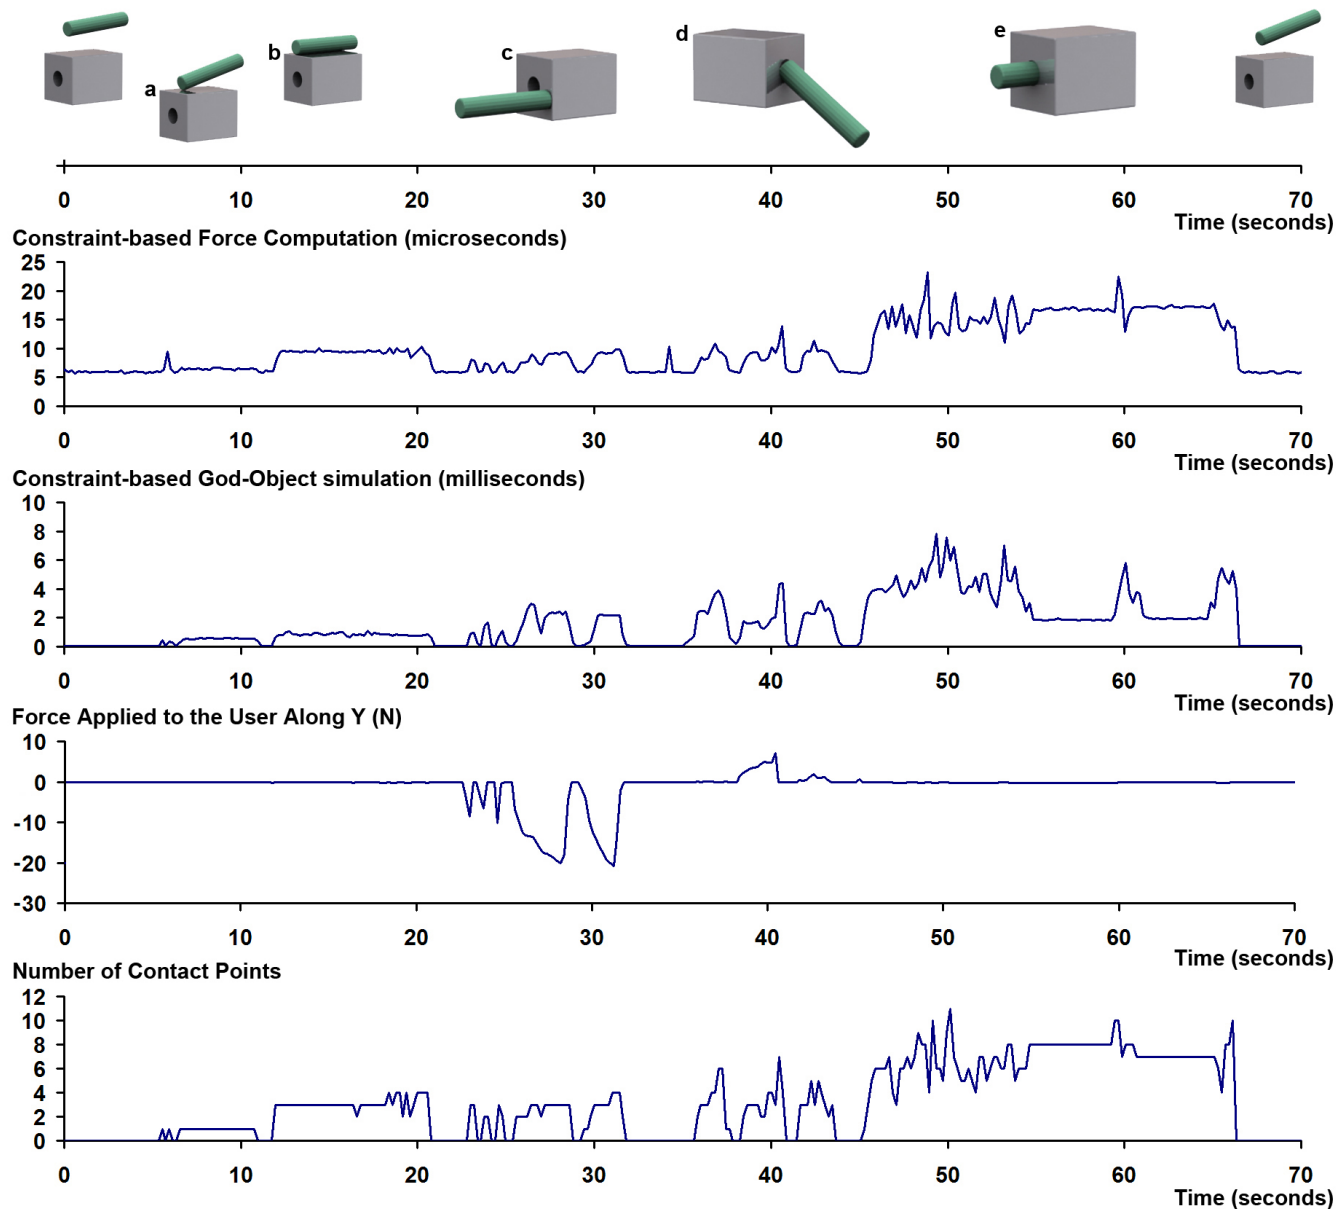 a
b
c
d
e
0 10 20 30 40 50 60 70
Time (seconds)
Constraint-based Force Computation (microseconds)
25
20
15
10
5
0
0 10 20 30 40 50 60 70
Time (seconds)
Constraint-based God-Object simulation (milliseconds)
10
8
6
4
2
0
0 10 20 30 40 50 60 70
Time (seconds)
Force Applied to the User Along Y (N)
10
0
-10
-20
-30
0 10 20 30 40 50 60 70
Time (seconds)
Number of Contact Points
12
10
8
6
4
2
0
0 10 20 30 40 50 60 70
Time (seconds)